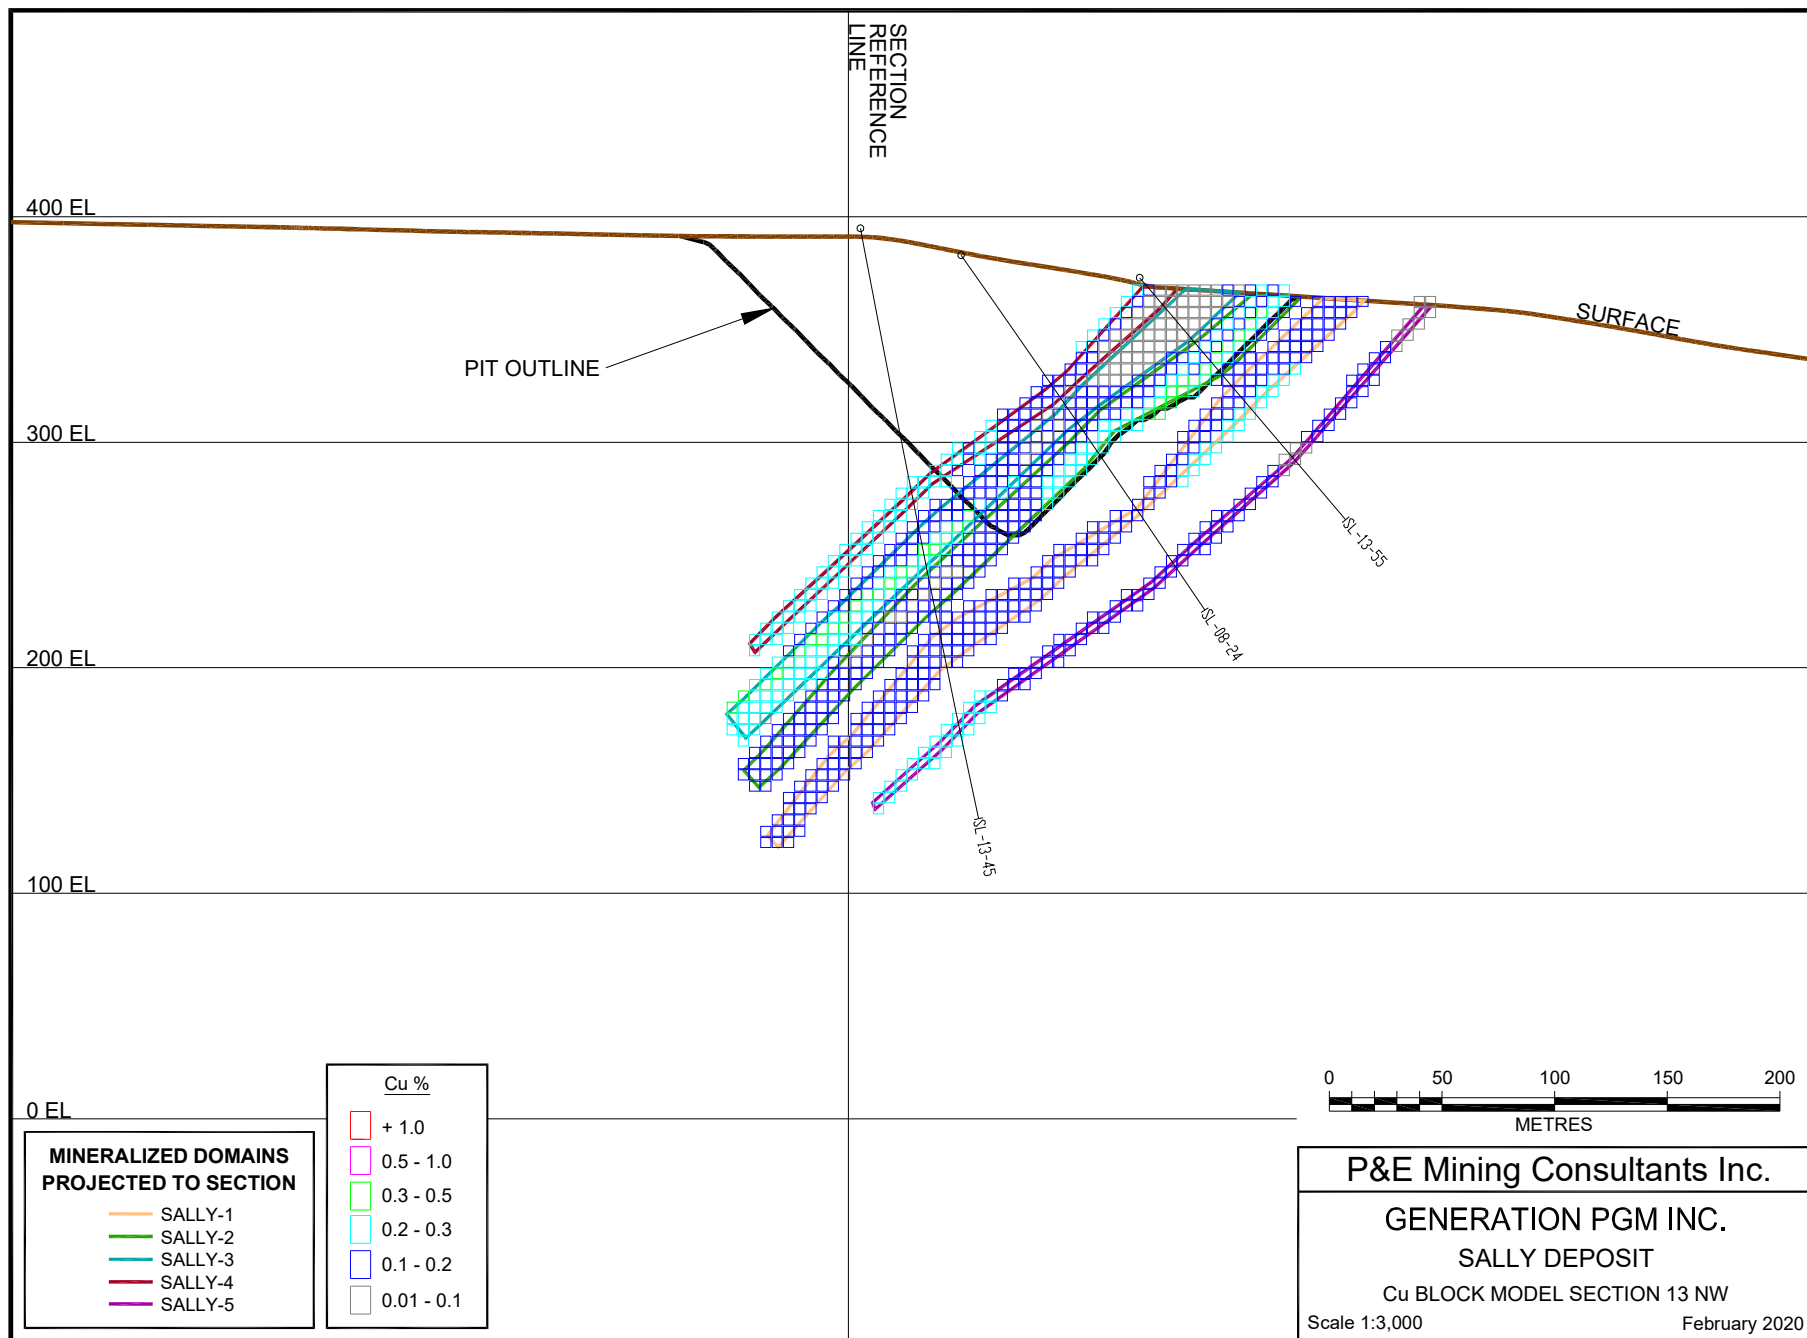 SECTION
REFERENCE
LINE
400 EL
SURFACE
PIT OUTLINE
300 EL
SL-13-55
SL-08-24
200 EL
SL-13-45
100 EL
0 EL
MINERALIZED DOMAINS
PROJECTED TO SECTION
SALLY-1
SALLY-2
SALLY-3
SALLY-4
SALLY-5
Cu %
+ 1.0
0.5 - 1.0
0.3 - 0.5
0.2 - 0.3
0.1 - 0.2
0.01 - 0.1
0 50 100 150 200
METRES
P&E Mining Consultants Inc.
GENERATION PGM INC.
SALLY DEPOSIT
Cu BLOCK MODEL SECTION 13 NW
Scale 1:3,000 February 2020